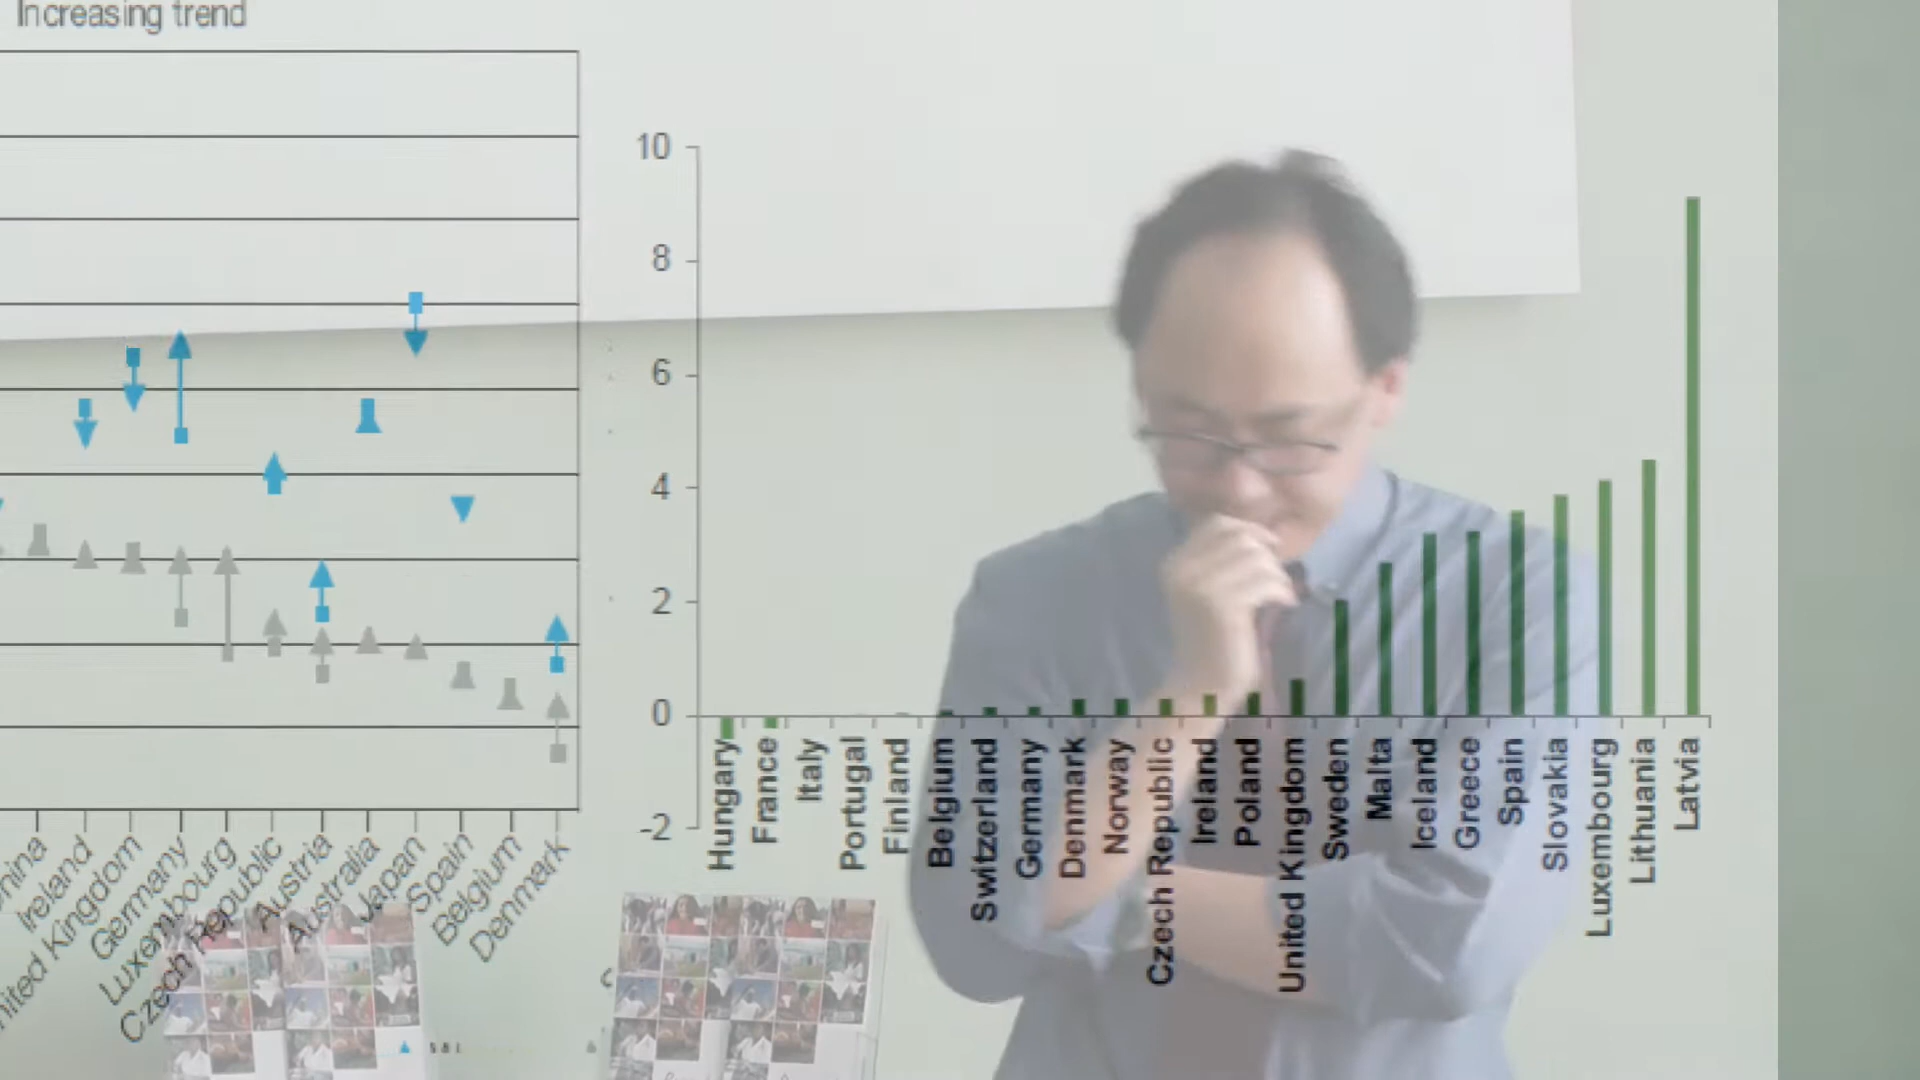 Increasing trend
Ireland
Germany
Luxembourg
Czech Republic
Austria
Australia
Japan
Spain
Belgium
Denmark
10
8
6
4
2
0
-2
Hungary
France
Italy
Portugal
Finland
Belgium
Switzerland
Germany
Denmark
Norway
Czech Republic
Ireland
Poland
United Kingdom
Sweden
Malta
Iceland
Greece
Spain
Slovakia
Luxembourg
Lithuania
Latvia